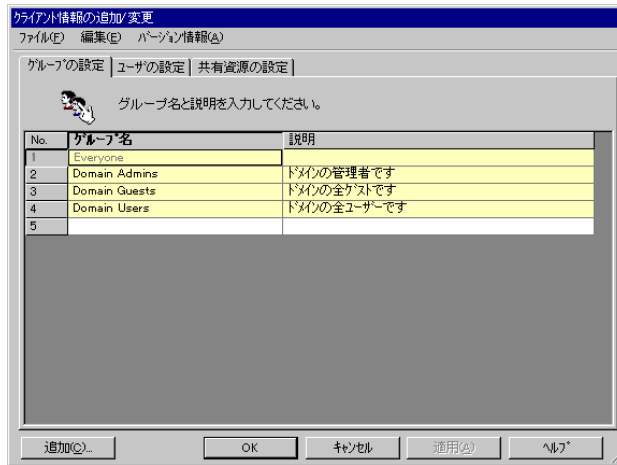 ｸﾗｲｱﾝﾄ情報の追加/変更
ﾌｧｲﾙ(F) 編集(E) ﾊﾞｰｼﾞｮﾝ情報(A)
ｸﾞﾙｰﾌﾟの設定 ﾕｰｻﾞの設定 共有資源の設定
グループ名と説明を入力してください。
No. ｸﾞﾙｰﾌﾟ名 説明
1 Everyone
2 Domain Admins ﾄﾞﾒｲﾝの管理者です
3 Domain Guests ﾄﾞﾒｲﾝの全ｹﾞｽﾄです
4 Domain Users ﾄﾞﾒｲﾝの全ﾕｰｻﾞｰです
5
追加(C)... OK ｷｬﾝｾﾙ 適用(A) ﾍﾙﾌﾟ